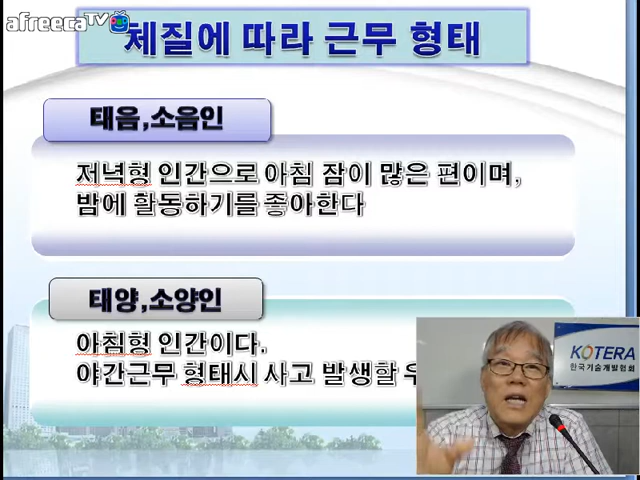 afreecaTV
체질에 따라 근무 형태
태음,소음인
저녁형 인간으로 아침 잠이 많은 편이며,
밤에 활동하기를 좋아한다
태양,소양인
아침형 인간이다.
야간근무 형태시 사고 발생할
KOTERA
한국기술개발협회